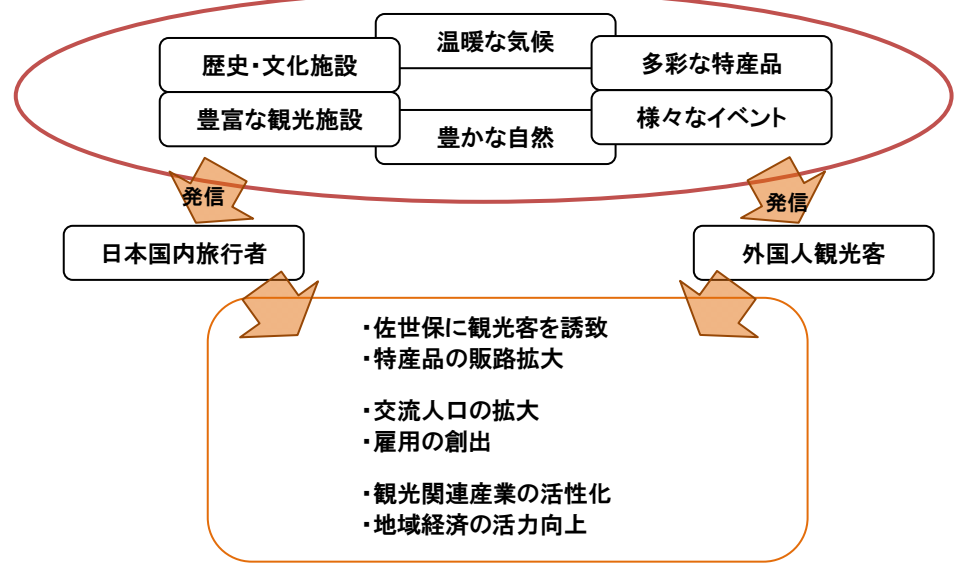 温暖な気候
歴史・文化施設
多彩な特産品
豊富な観光施設
様々なイベント
豊かな自然
発信
発信
日本国内旅行者
外国人観光客
・佐世保に観光客を誘致
・特産品の販路拡大
・交流人口の拡大
・雇用の創出
・観光関連産業の活性化
・地域経済の活力向上